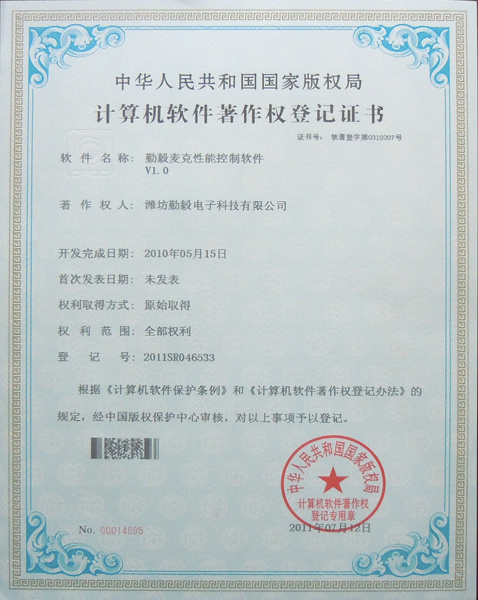 中华人民共和国国家版权局
计算机软件著作权登记证书
证书号： 软著登字第0310207号
软件名称： 勤毅麦克性能控制软件
V1.0
著作权人： 潍坊勤毅电子科技有限公司
开发完成日期： 2010年05月15日
首次发表日期： 未发表
权利取得方式： 原始取得
权利范围： 全部权利
登记号： 2011SR046533
根据《计算机软件保护条例》和《计算机软件著作权登记办法》的
规定，经中国版权保护中心审核，对以上事项予以登记。
中华人民共和国国家版权局
计算机软件著作权
登记专用章
No. 00014695
2011年07月12日